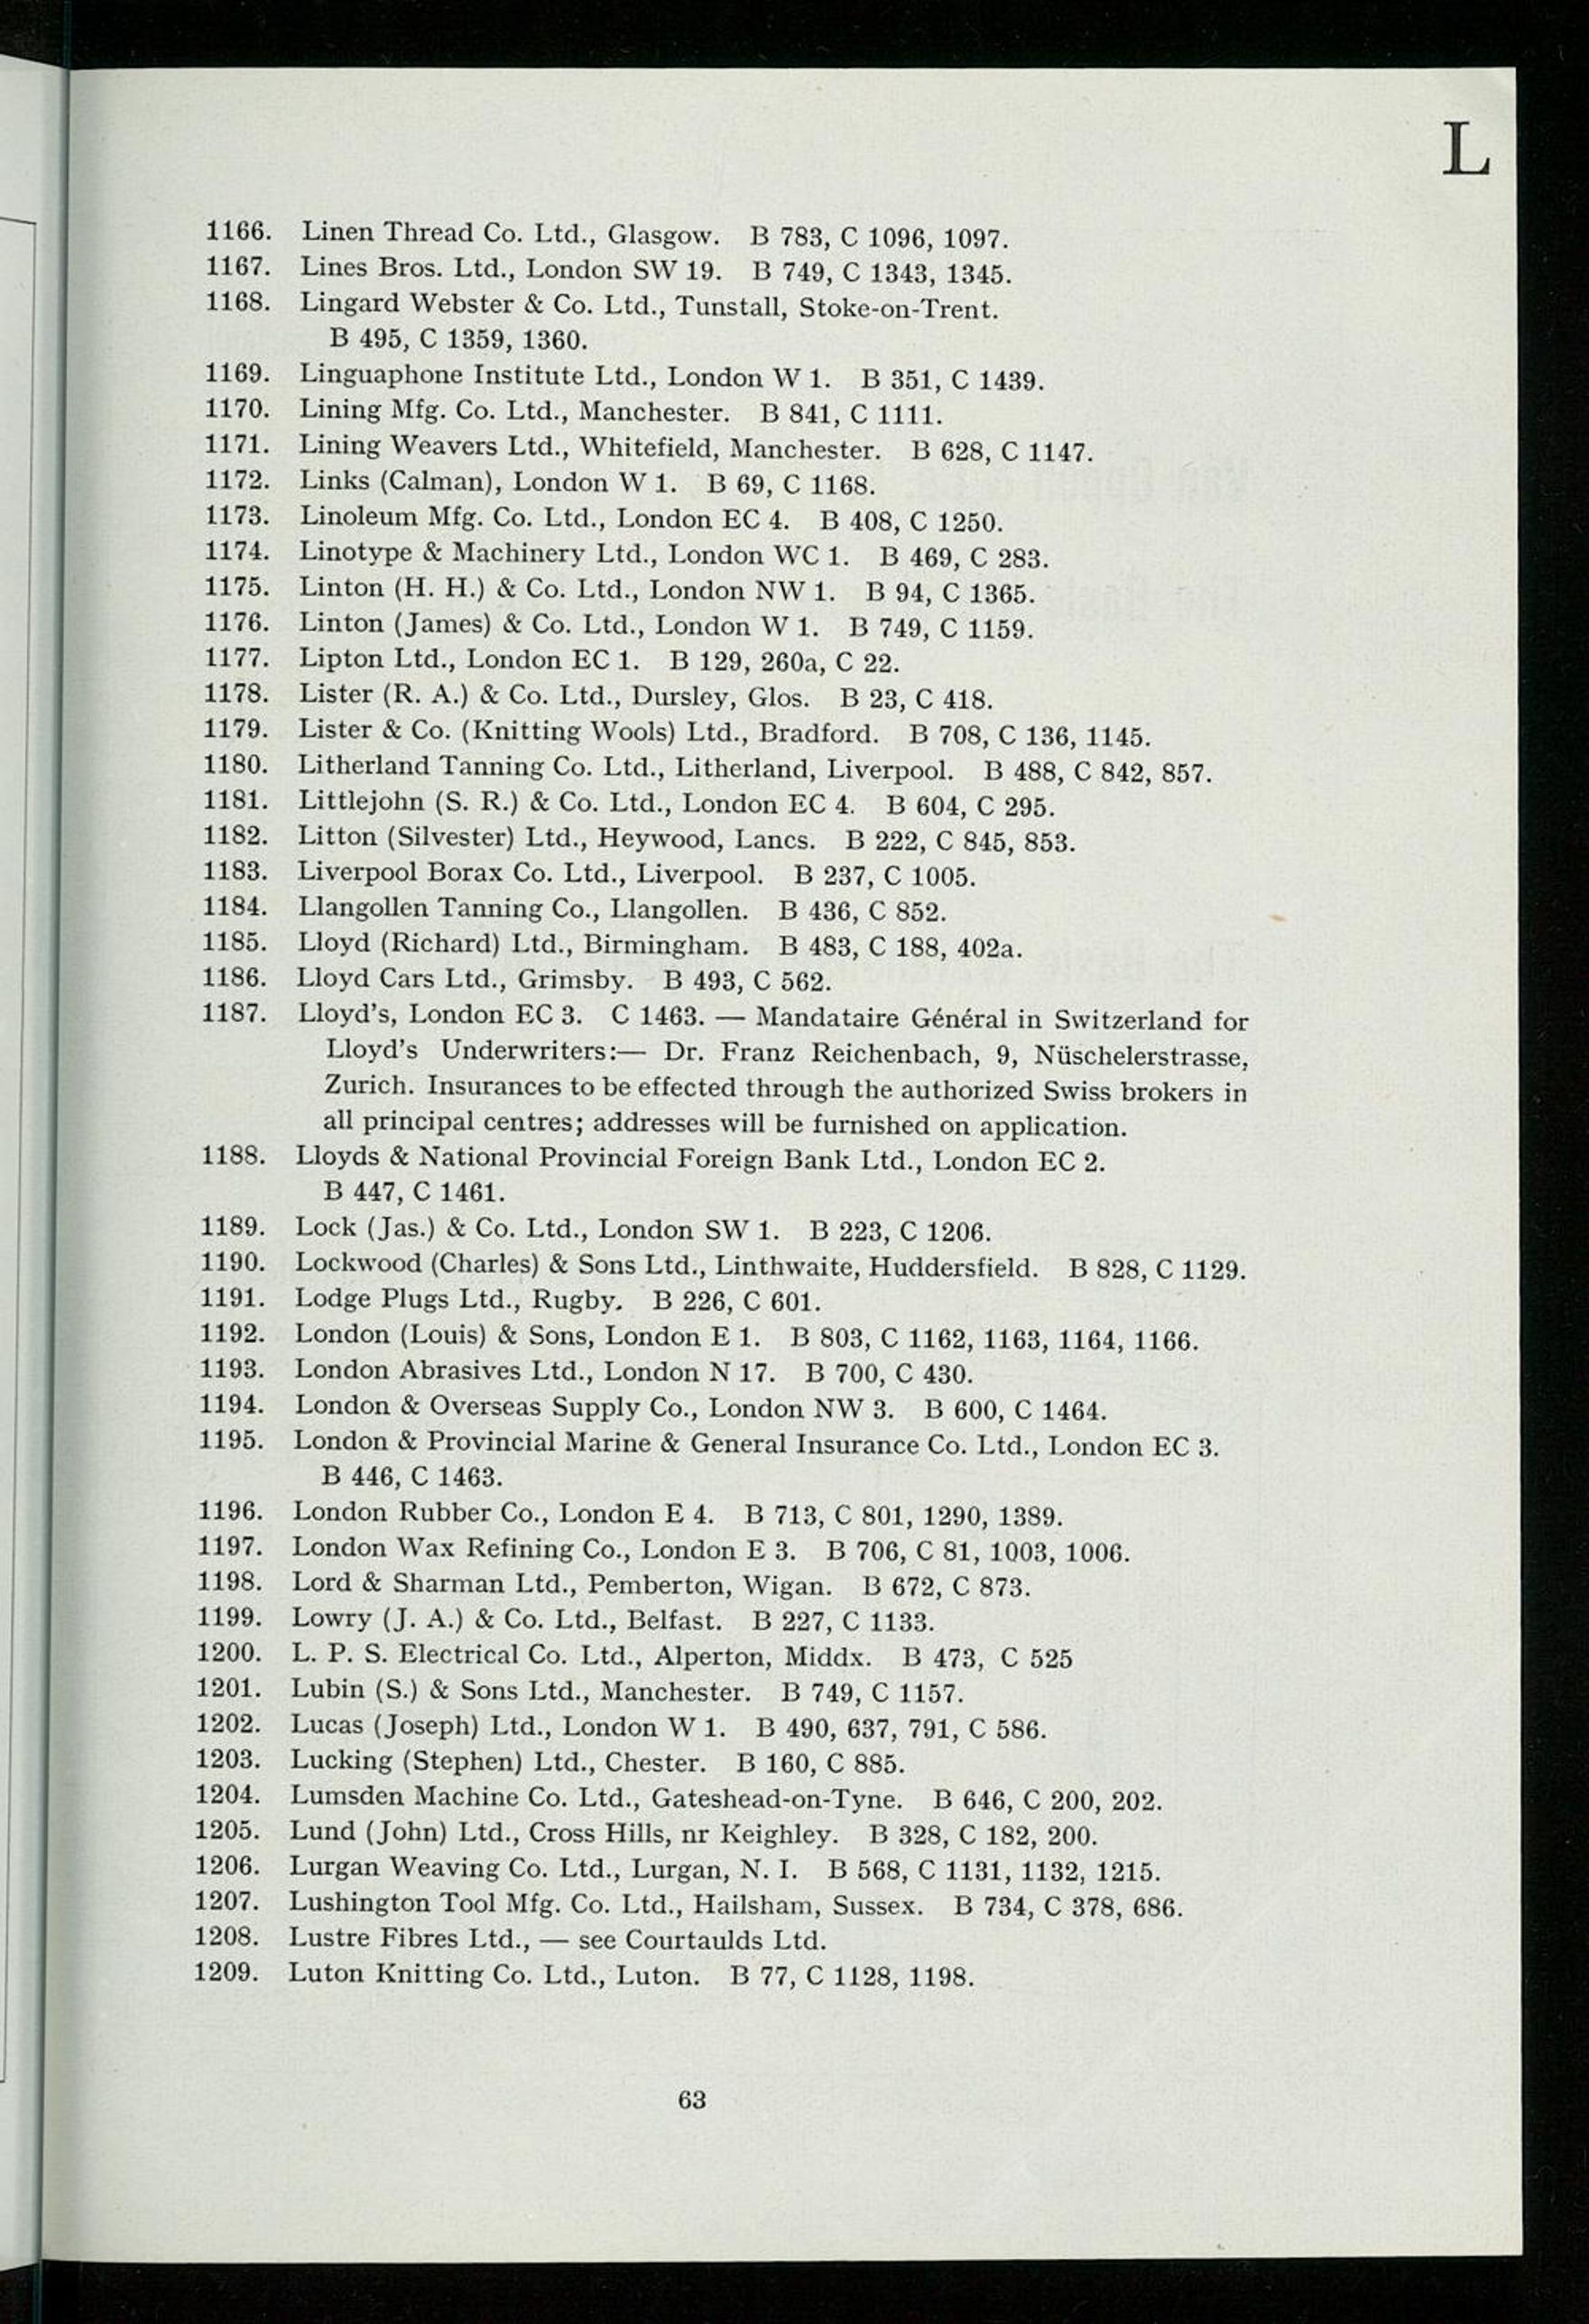 L
1166. Linen Thread Co. Ltd., Glasgow. B 783, C 1096, 1097.
1167. Lines Bros. Ltd., London SW 19. B 749, C 1343, 1345.
1168. Lingard Webster & Co. Ltd., Tunstall, Stoke-on-Trent.
B 495, C 1359, 1360.
1169. Linguaphone Institute Ltd., London W 1. B 351, C 1439.
1170. Lining Mfg. Co. Ltd., Manchester. B 841, C 1111.
1171. Lining Weavers Ltd., Whitefield, Manchester. B 628, C 1147.
1172. Links (Calman), London W 1. B 69, C 1168.
1173. Linoleum Mfg. Co. Ltd., London EC 4. B 408, C 1250.
1174. Linotype & Machinery Ltd., London WC 1. B 469, C 283.
1175. Linton (H. H.) & Co. Ltd., London NW 1. B 94, C 1365.
1176. Linton (James) & Co. Ltd., London W 1. B 749, C 1159.
1177. Lipton Ltd., London EC 1. B 129, 260a, C 22.
1178. Lister (R. A.) & Co. Ltd., Dursley, Glos. B 23, C 418.
1179. Lister & Co. (Knitting Wools) Ltd., Bradford. B 708, C 136, 1145.
1180. Litherland Tanning Co. Ltd., Litherland, Liverpool. B 488, C 842, 857.
1181. Littlejohn (S. R.) & Co. Ltd., London EC 4. B 604, C 295.
1182. Litton (Silvester) Ltd., Heywood, Lancs. B 222, C 845, 853.
1183. Liverpool Borax Co. Ltd., Liverpool. B 237, C 1005.
1184. Llangollen Tanning Co., Llangollen. B 436, C 852.
1185. Lloyd (Richard) Ltd., Birmingham. B 483, C 188, 402a.
1186. Lloyd Cars Ltd., Grimsby. B 493, C 562.
1187. Lloyd's, London EC 3. C 1463. — Mandataire Général in Switzerland for
Lloyd's Underwriters:— Dr. Franz Reichenbach, 9, Nüschelerstrasse,
Zurich. Insurances to be effected through the authorized Swiss brokers in
all principal centres; addresses will be furnished on application.
1188. Lloyds & National Provincial Foreign Bank Ltd., London EC 2.
B 447, C 1461.
1189. Lock (Jas.) & Co. Ltd., London SW 1. B 223, C 1206.
1190. Lockwood (Charles) & Sons Ltd., Linthwaite, Huddersfield. B 828, C 1129.
1191. Lodge Plugs Ltd., Rugby. B 226, C 601.
1192. London (Louis) & Sons, London E 1. B 803, C 1162, 1163, 1164, 1166.
1193. London Abrasives Ltd., London N 17. B 700, C 430.
1194. London & Overseas Supply Co., London NW 3. B 600, C 1464.
1195. London & Provincial Marine & General Insurance Co. Ltd., London EC 3.
B 446, C 1463.
1196. London Rubber Co., London E 4. B 713, C 801, 1290, 1389.
1197. London Wax Refining Co., London E 3. B 706, C 81, 1003, 1006.
1198. Lord & Sharman Ltd., Pemberton, Wigan. B 672, C 873.
1199. Lowry (J. A.) & Co. Ltd., Belfast. B 227, C 1133.
1200. L. P. S. Electrical Co. Ltd., Alperton, Middx. B 473, C 525
1201. Lubin (S.) & Sons Ltd., Manchester. B 749, C 1157.
1202. Lucas (Joseph) Ltd., London W 1. B 490, 637, 791, C 586.
1203. Lucking (Stephen) Ltd., Chester. B 160, C 885.
1204. Lumsden Machine Co. Ltd., Gateshead-on-Tyne. B 646, C 200, 202.
1205. Lund (John) Ltd., Cross Hills, nr Keighley. B 328, C 182, 200.
1206. Lurgan Weaving Co. Ltd., Lurgan, N. I. B 568, C 1131, 1132, 1215.
1207. Lushington Tool Mfg. Co. Ltd., Hailsham, Sussex. B 734, C 378, 686.
1208. Lustre Fibres Ltd., — see Courtaulds Ltd.
1209. Luton Knitting Co. Ltd., Luton. B 77, C 1128, 1198.
63